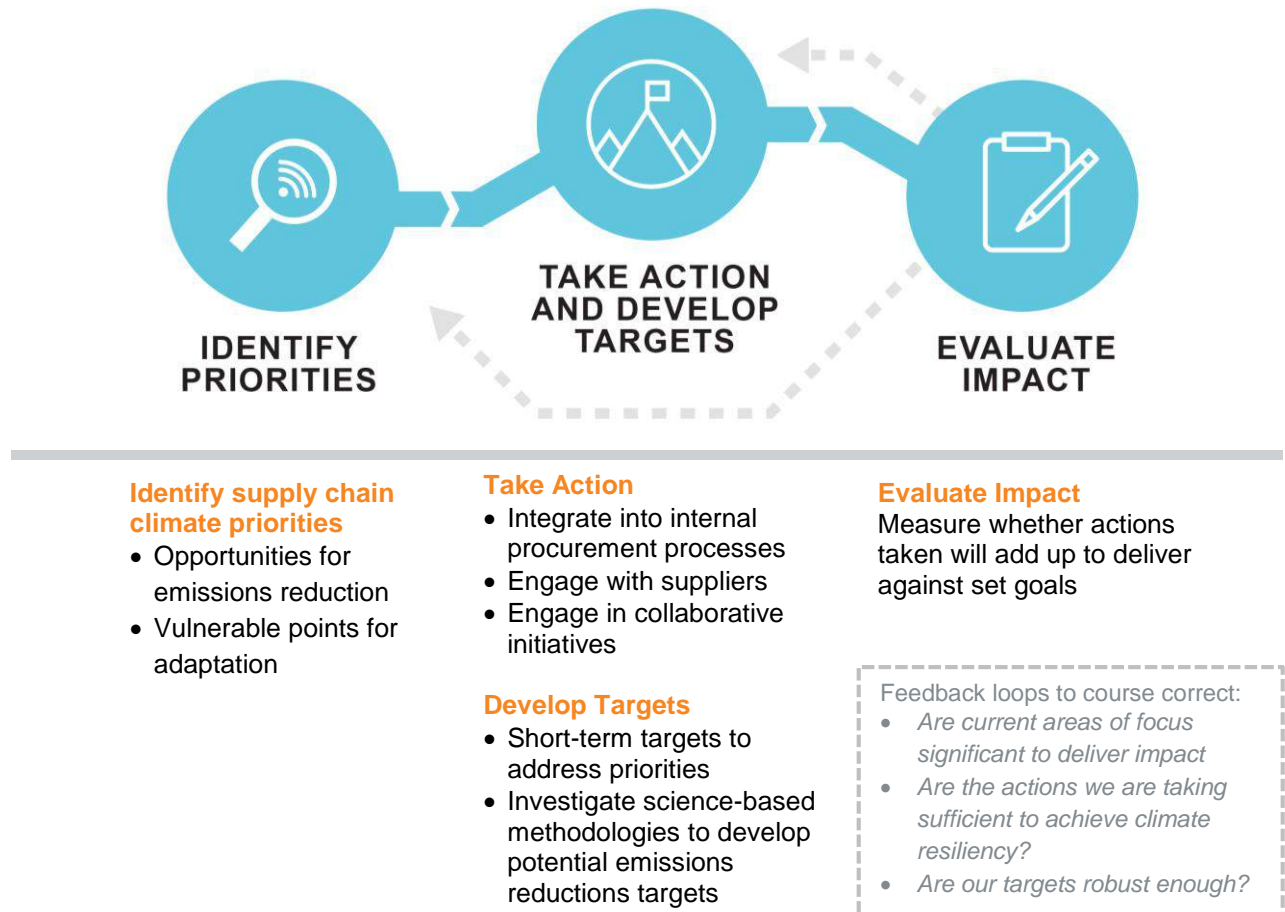 IDENTIFY
PRIORITIES
TAKE ACTION
AND DEVELOP
TARGETS
EVALUATE
IMPACT
Identify supply chain
climate priorities
• Opportunities for
emissions reduction
• Vulnerable points for
adaptation
Take Action
• Integrate into internal
procurement processes
• Engage with suppliers
• Engage in collaborative
initiatives
Develop Targets
• Short-term targets to
address priorities
• Investigate science-based
methodologies to develop
potential emissions
reductions targets
Evaluate Impact
Measure whether actions
taken will add up to deliver
against set goals
Feedback loops to course correct:
• Are current areas of focus
significant to deliver impact
• Are the actions we are taking
sufficient to achieve climate
resiliency?
• Are our targets robust enough?